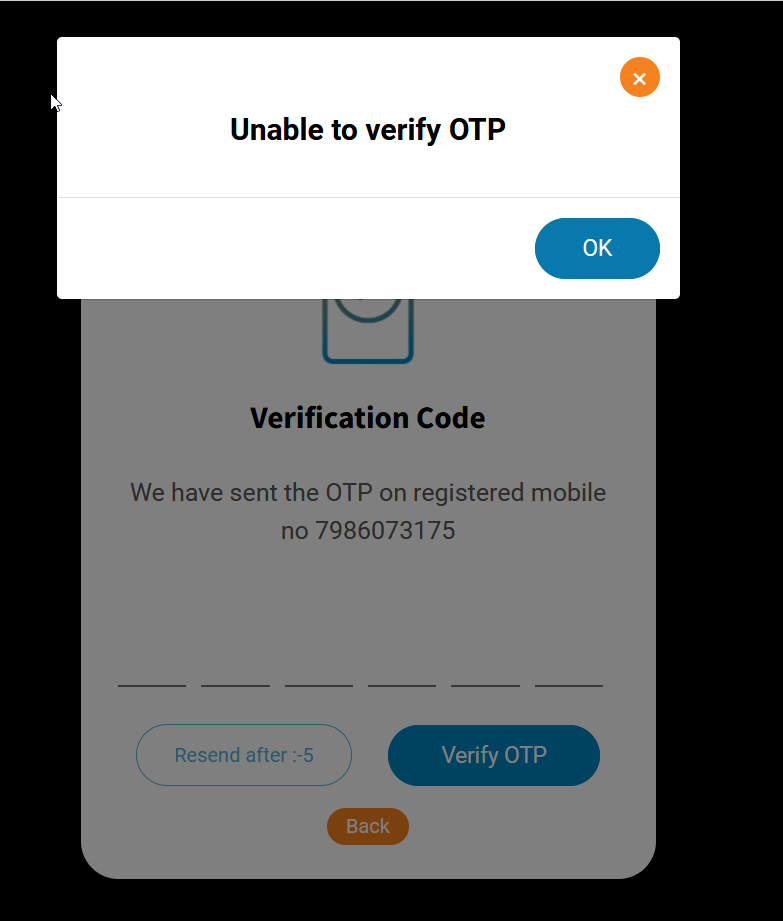 ×
Unable to verify OTP
OK
Verification Code
We have sent the OTP on registered mobile
no 7986073175
Resend after :-5
Verify OTP
Back